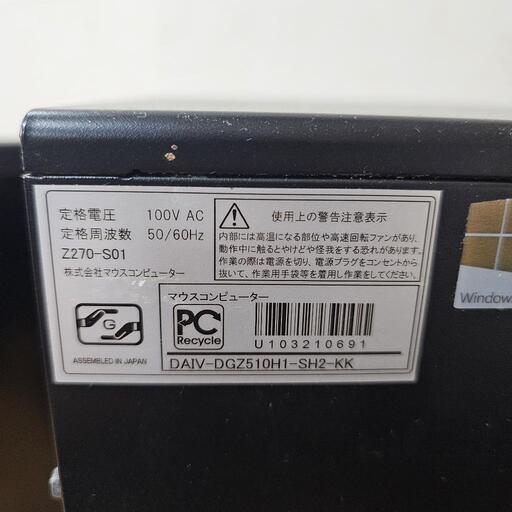 定格電圧 100V AC
定格周波数 50/60Hz
Z270-S01
株式会社マウスコンピューター
G
ASSEMBLED IN JAPAN
使用上の警告注意表示
内部には高温になる部位や高速回転ファンがあり、
動作中に触るとやけどや怪我をする恐れがあります。
作業の際は電源を切り、電源プラグをコンセントから
抜いて、作業用手袋等を着用し作業をしてください。
マウスコンピューター
PC
Recycle
U103210691
DAIV-DGZ510H1-SH2-KK
Window